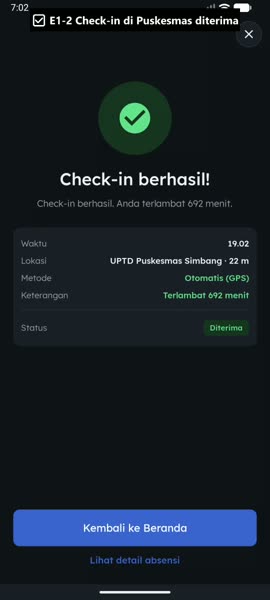 7:02
E1-2 Check-in di Puskesmas diterima
Check-in berhasil!
Check-in berhasil. Anda terlambat 692 menit.
Waktu 19.02
Lokasi UPTD Puskesmas Simbang · 22 m
Metode Otomatis (GPS)
Keterangan Terlambat 692 menit
Status Diterima
Kembali ke Beranda
Lihat detail absensi